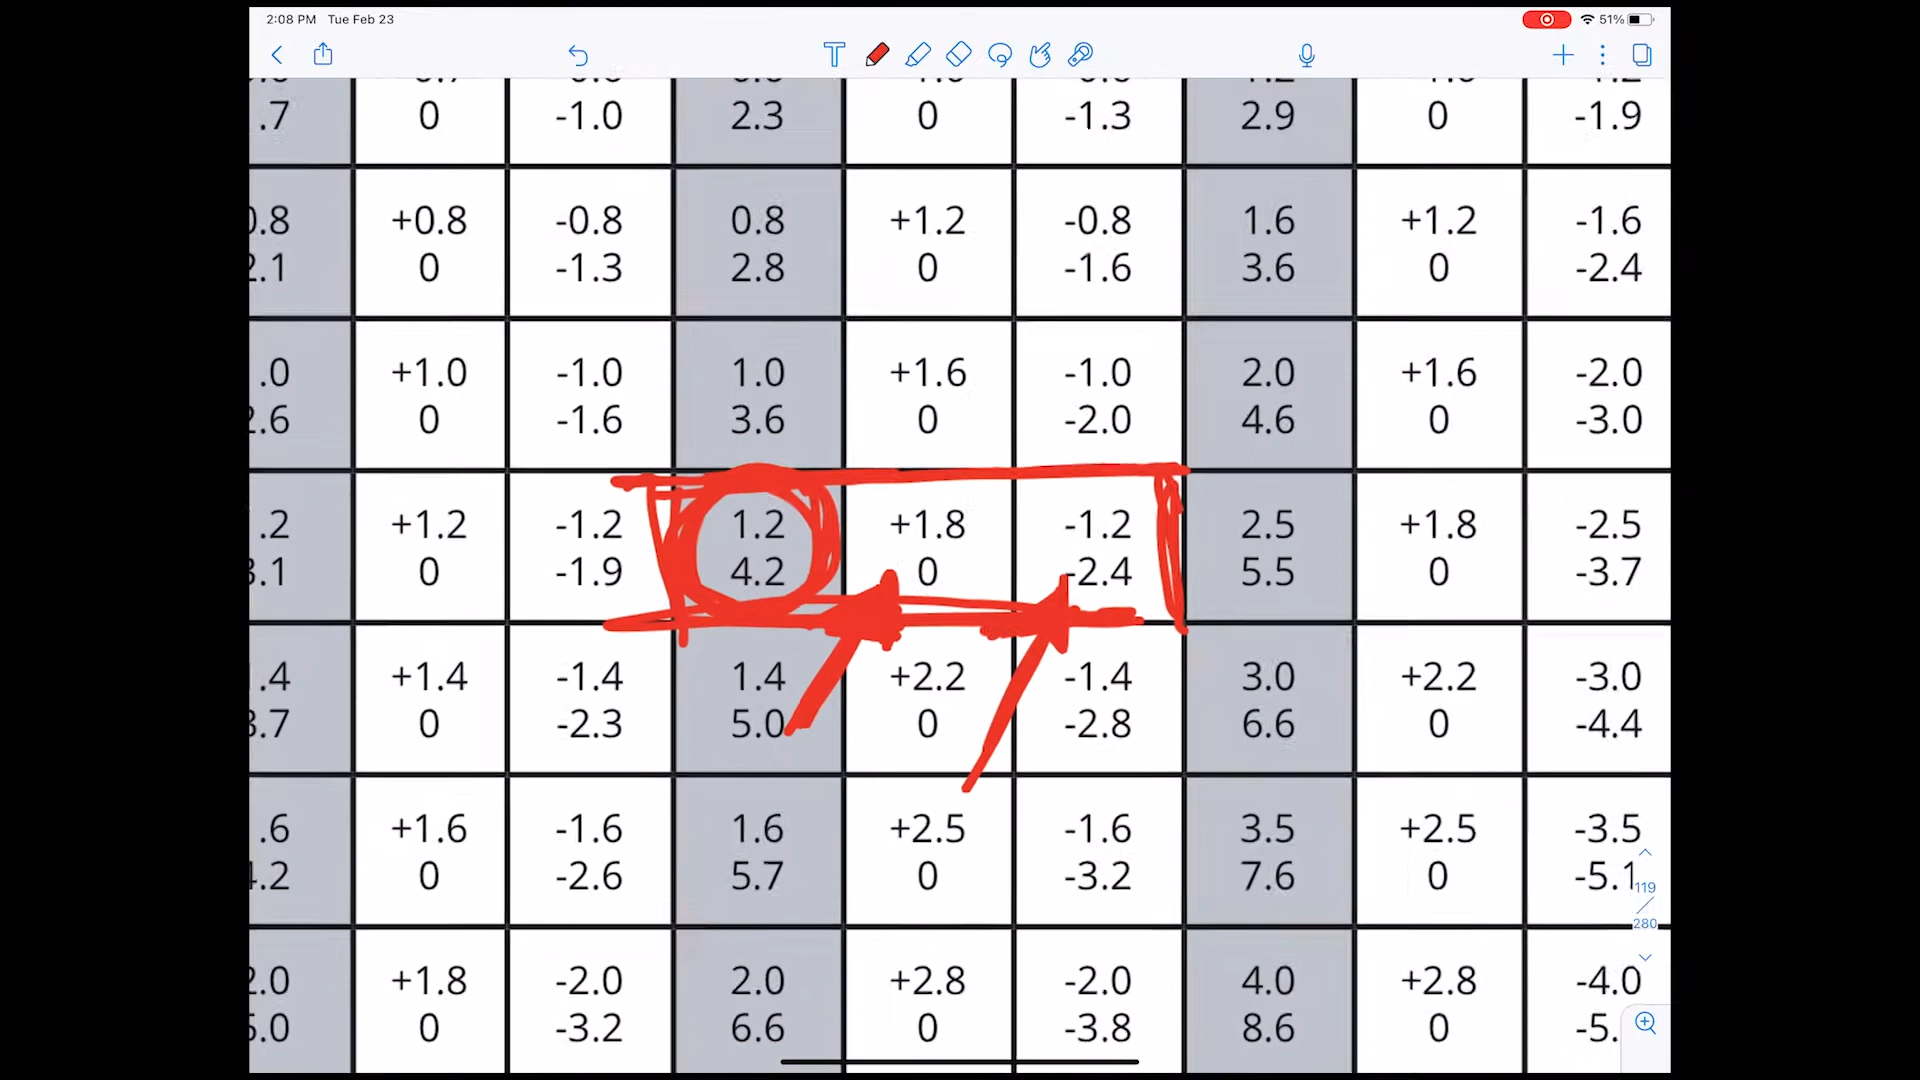 2:08 PM Tue Feb 23
51%
.7 0 -1.0 2.3 0 -1.3 2.9 0 -1.9
0.8 +0.8 -0.8 0.8 +1.2 -0.8 1.6 +1.2 -1.6
2.1 0 -1.3 2.8 0 -1.6 3.6 0 -2.4
.0 +1.0 -1.0 1.0 +1.6 -1.0 2.0 +1.6 -2.0
2.6 0 -1.6 3.6 0 -2.0 4.6 0 -3.0
.2 +1.2 -1.2 1.2 +1.8 -1.2 2.5 +1.8 -2.5
3.1 0 -1.9 4.2 0 -2.4 5.5 0 -3.7
.4 +1.4 -1.4 1.4 +2.2 -1.4 3.0 +2.2 -3.0
3.7 0 -2.3 5.0 0 -2.8 6.6 0 -4.4
.6 +1.6 -1.6 1.6 +2.5 -1.6 3.5 +2.5 -3.5
4.2 0 -2.6 5.7 0 -3.2 7.6 0 -5.1
119
280
2.0 +1.8 -2.0 2.0 +2.8 -2.0 4.0 +2.8 -4.0
5.0 0 -3.2 6.6 0 -3.8 8.6 0 -5.